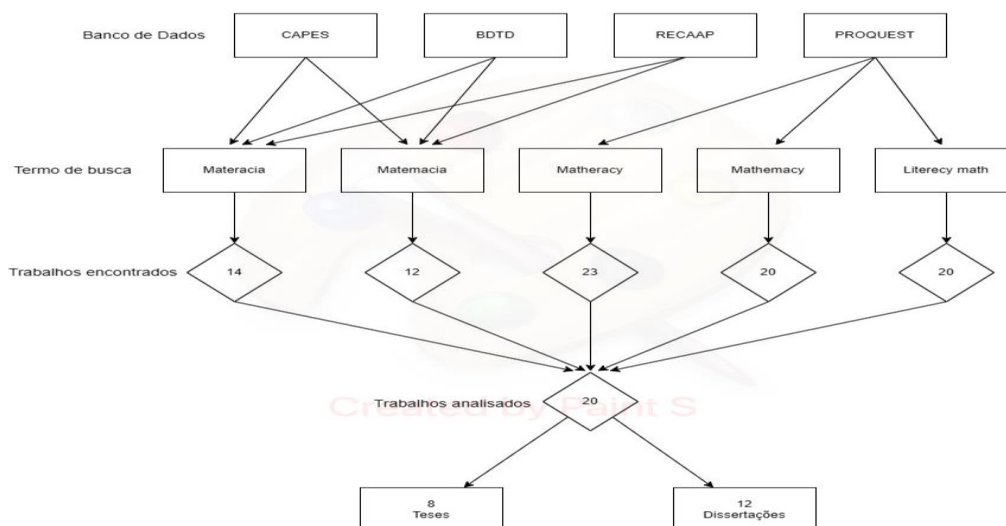 Banco de Dados
CAPES
BDTD
RECAAP
PROQUEST
Termo de busca
Materacia
Matemacia
Matheracy
Mathemacy
Literecy math
Trabalhos encontrados
14
12
23
20
20
Trabalhos analisados
20
Created by Paint S
8
Teses
12
Dissertações